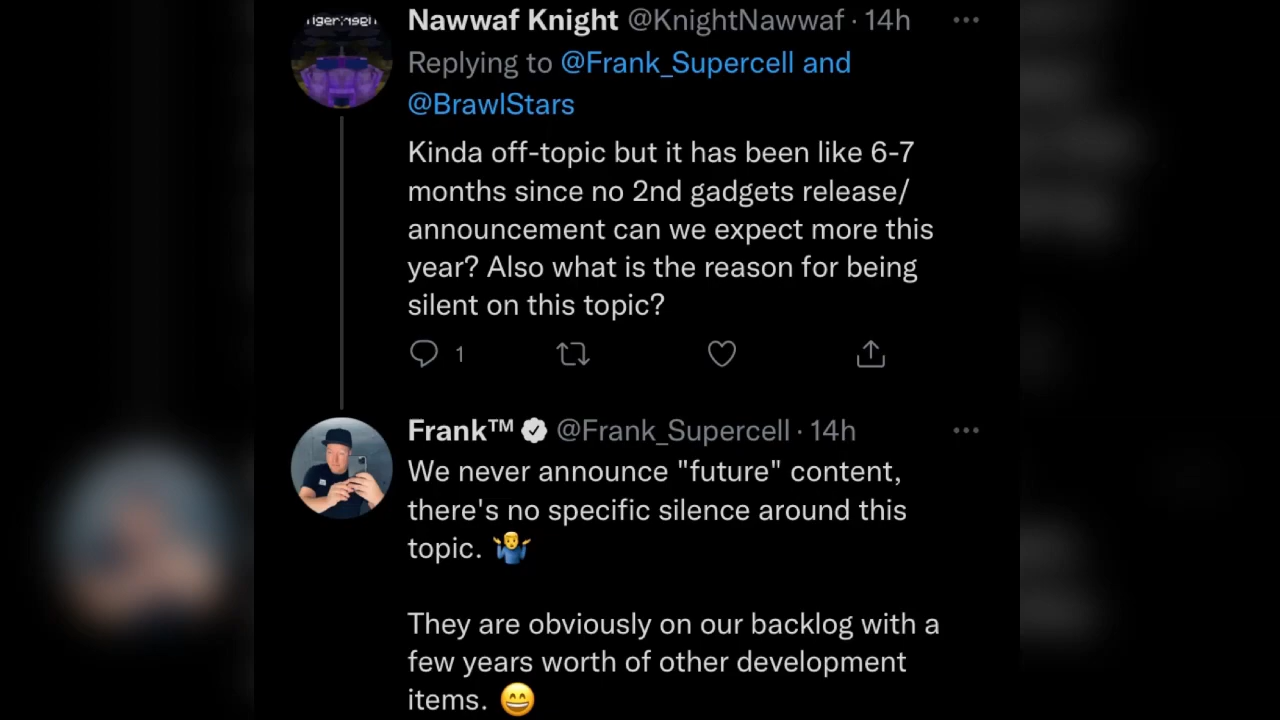 Nawwaf Knight @KnightNawwaf · 14h
Replying to @Frank_Supercell and
@BrawlStars
Kinda off-topic but it has been like 6-7
months since no 2nd gadgets release/
announcement can we expect more this
year? Also what is the reason for being
silent on this topic?
1
Frank™ @Frank_Supercell · 14h
We never announce "future" content,
there's no specific silence around this
topic. 🤷‍♂️
They are obviously on our backlog with a
few years worth of other development
items. 😄